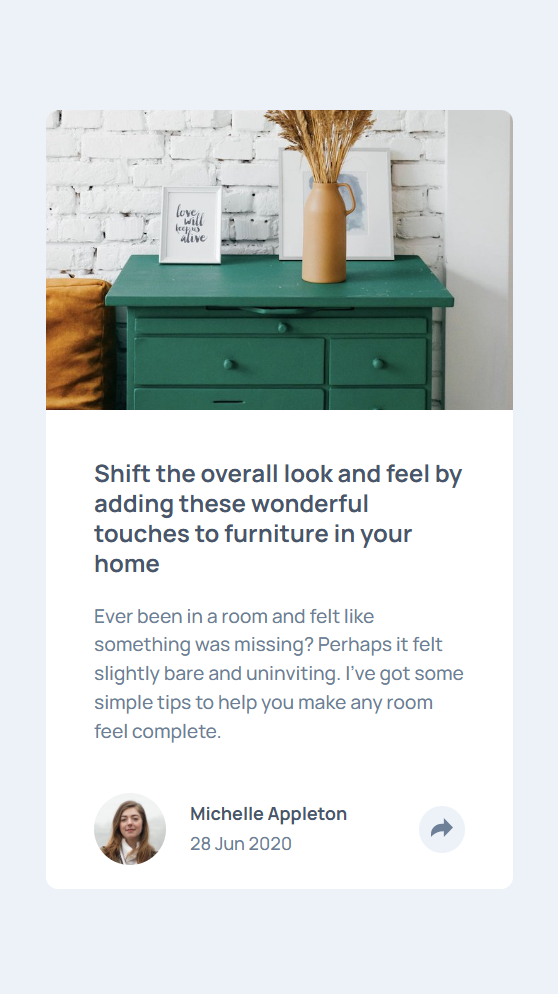 love
will
keep us
alive
Shift the overall look and feel by
adding these wonderful
touches to furniture in your
home
Ever been in a room and felt like
something was missing? Perhaps it felt
slightly bare and uninviting. I've got some
simple tips to help you make any room
feel complete.
Michelle Appleton
28 Jun 2020